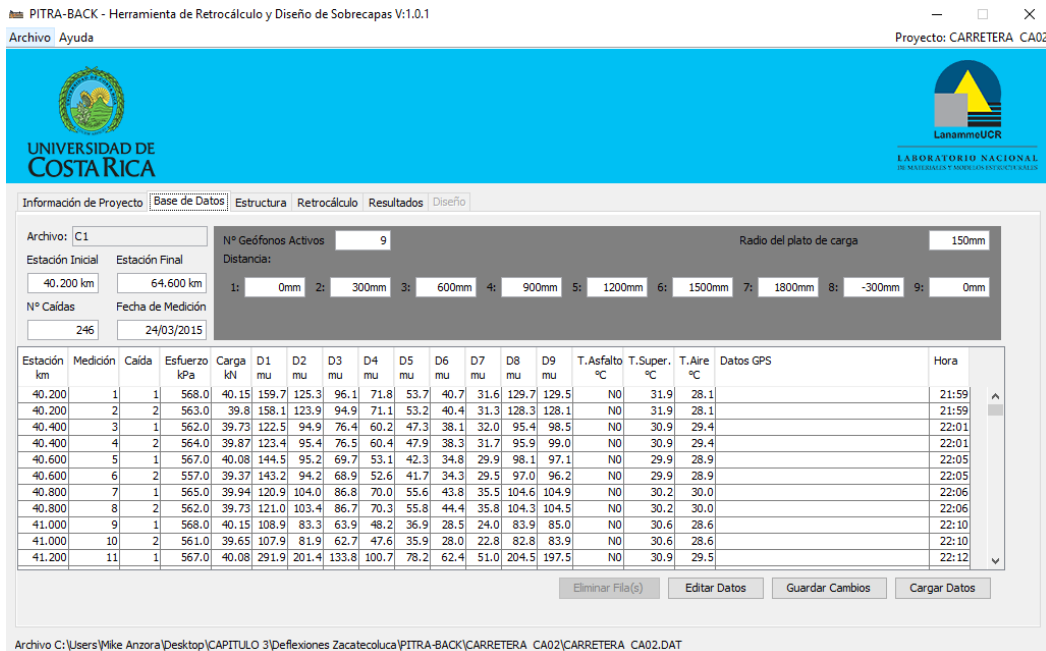 PITRA-BACK - Herramienta de Retrocálculo y Diseño de Sobrecapas V:1.0.1
Archivo Ayuda Proyecto: CARRETERA CA02
UNIVERSIDAD DE
COSTA RICA
LanammeUCR
LABORATORIO NACIONAL
DE MATERIALES Y MODELOS ESTRUCTURALES
Información de Proyecto Base de Datos Estructura Retrocálculo Resultados Diseño
Archivo: C1
Nº Geófonos Activos 9 Radio del plato de carga 150mm
Estación Inicial Estación Final Distancia:
40.200 km 64.600 km 1: 0mm 2: 300mm 3: 600mm 4: 900mm 5: 1200mm 6: 1500mm 7: 1800mm 8: -300mm 9: 0mm
Nº Caídas Fecha de Medición
246 24/03/2015
Estación Medición Caída Esfuerzo Carga D1 D2 D3 D4 D5 D6 D7 D8 D9 T.Asfalto T.Super. T.Aire Datos GPS Hora
km kPa kN mu mu mu mu mu mu mu mu mu ºC ºC ºC
40.200 1 1 568.0 40.15 159.7 125.3 96.1 71.8 53.7 40.7 31.6 129.7 129.5 N0 31.9 28.1 21:59
40.200 2 2 563.0 39.8 158.1 123.9 94.9 71.1 53.2 40.4 31.3 128.3 128.1 N0 31.9 28.1 21:59
40.400 3 1 562.0 39.73 122.5 94.9 76.4 60.2 47.3 38.1 32.0 95.4 98.5 N0 30.9 29.4 22:01
40.400 4 2 564.0 39.87 123.4 95.4 76.5 60.4 47.9 38.3 31.7 95.9 99.0 N0 30.9 29.4 22:01
40.600 5 1 567.0 40.08 144.5 95.2 69.7 53.1 42.3 34.8 29.9 98.1 97.1 N0 29.9 28.9 22:05
40.600 6 2 557.0 39.37 143.2 94.2 68.9 52.6 41.7 34.3 29.5 97.0 96.2 N0 29.9 28.9 22:05
40.800 7 1 565.0 39.94 120.9 104.0 86.8 70.0 55.6 43.8 35.5 104.6 104.9 N0 30.2 30.0 22:06
40.800 8 2 562.0 39.73 121.0 103.4 86.7 70.3 55.8 44.4 35.8 104.3 104.5 N0 30.2 30.0 22:06
41.000 9 1 568.0 40.15 108.9 83.3 63.9 48.2 36.9 28.5 24.0 83.9 85.0 N0 30.6 28.6 22:10
41.000 10 2 561.0 39.65 107.9 81.9 62.7 47.6 35.9 28.0 22.8 82.8 83.9 N0 30.6 28.6 22:10
41.200 11 1 567.0 40.08 291.9 201.4 133.8 100.7 78.2 62.4 51.0 204.5 197.5 N0 30.9 29.5 22:12
Eliminar Fila(s) Editar Datos Guardar Cambios Cargar Datos
Archivo C:\Users\Mike Anzora\Desktop\CAPITULO 3\Deflexiones Zacatecoluca\PITRA-BACK\CARRETERA CA02\CARRETERA CA02.DAT